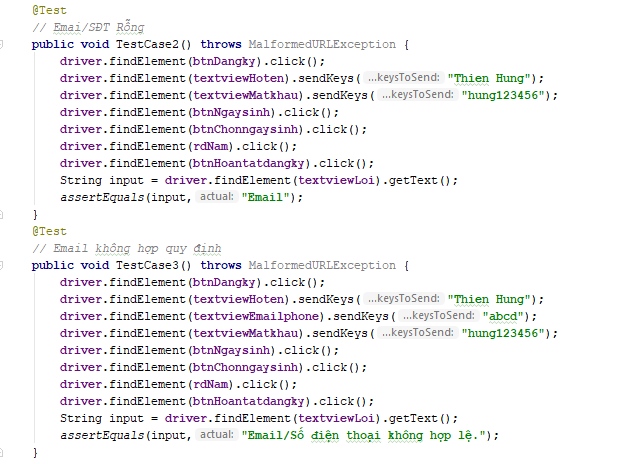 @Test
// Emai/SĐT Rỗng
public void TestCase2() throws MalformedURLException {
driver.findElement(btnDangky).click();
driver.findElement(textviewHoten).sendKeys( ...keysToSend: "Thien Hung");
driver.findElement(textviewMatkhau).sendKeys( ...keysToSend: "hung123456");
driver.findElement(btnNgaysinh).click();
driver.findElement(btnChonngaysinh).click();
driver.findElement(rdNam).click();
driver.findElement(btnHoantatdangky).click();
String input = driver.findElement(textviewLoi).getText();
assertEquals(input, actual: "Email");
}
@Test
// Email không hợp quy định
public void TestCase3() throws MalformedURLException {
driver.findElement(btnDangky).click();
driver.findElement(textviewHoten).sendKeys( ...keysToSend: "Thien Hung");
driver.findElement(textviewEmailphone).sendKeys( ...keysToSend: "abcd");
driver.findElement(textviewMatkhau).sendKeys( ...keysToSend: "hung123456");
driver.findElement(btnNgaysinh).click();
driver.findElement(btnChonngaysinh).click();
driver.findElement(rdNam).click();
driver.findElement(btnHoantatdangky).click();
String input = driver.findElement(textviewLoi).getText();
assertEquals(input, actual: "Email/Số điện thoại không hợp lệ.");
}